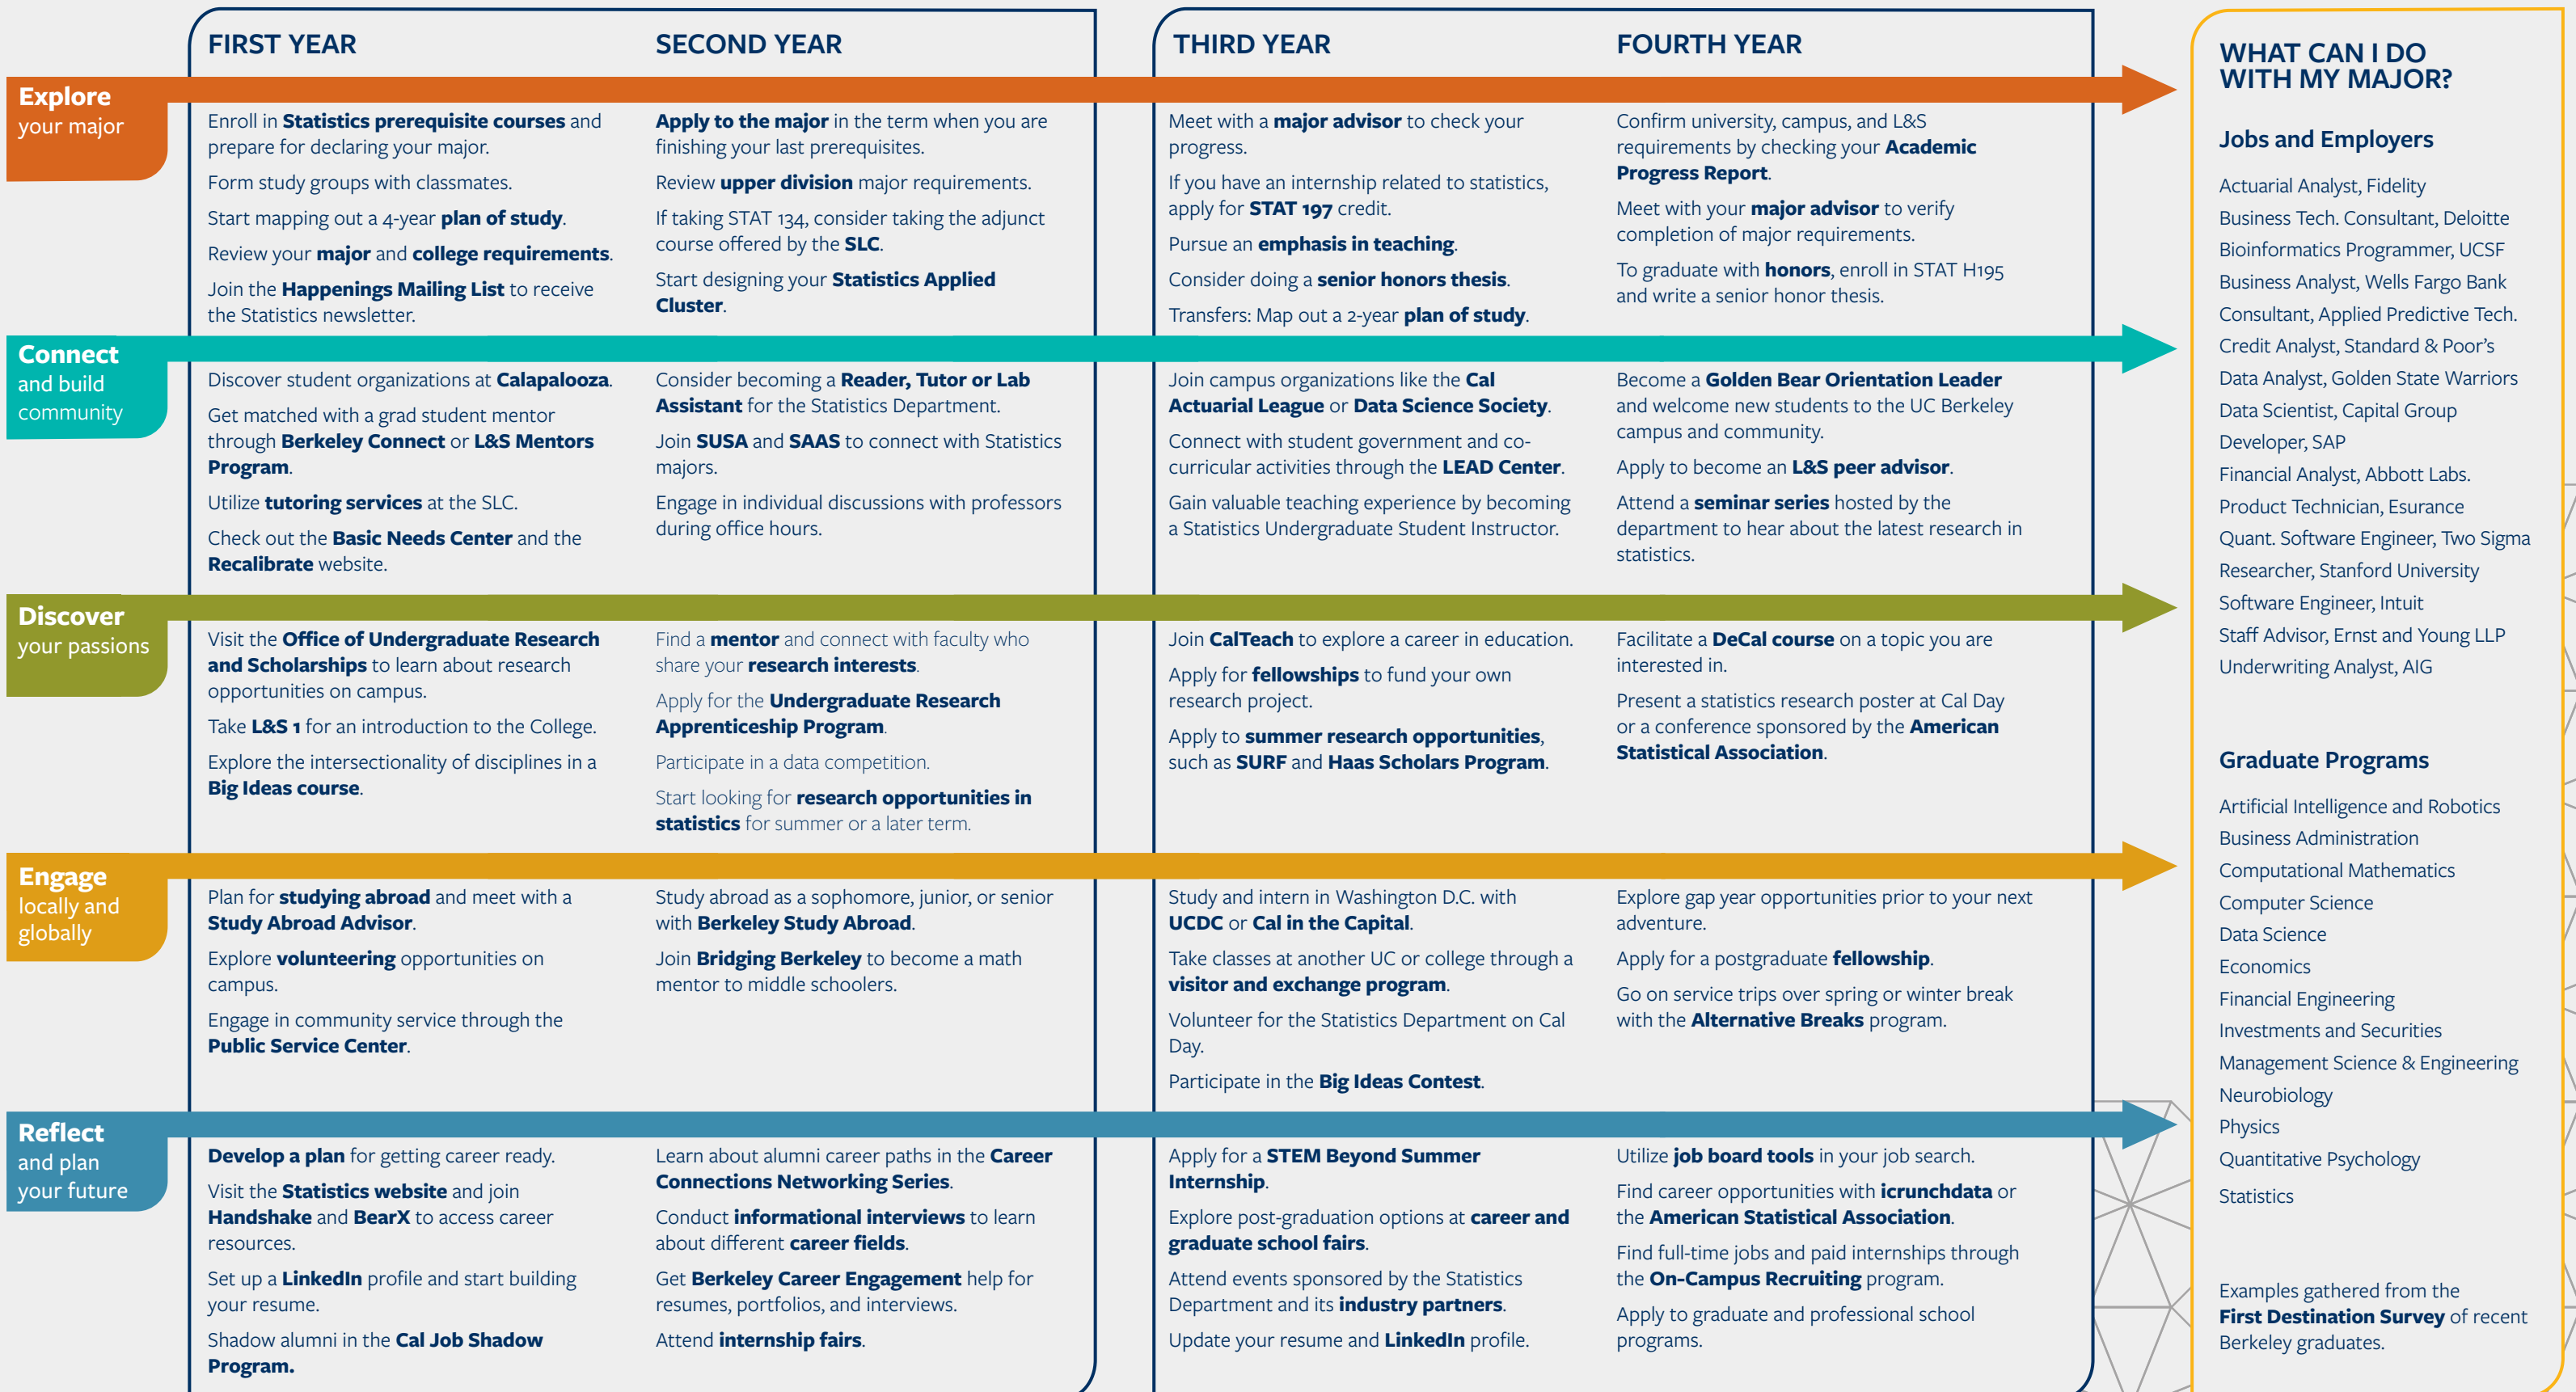 FIRST YEAR
SECOND YEAR
THIRD YEAR
FOURTH YEAR
Explore
your major
Enroll in Statistics prerequisite courses and
prepare for declaring your major.
Form study groups with classmates.
Start mapping out a 4-year plan of study.
Review your major and college requirements.
Join the Happenings Mailing List to receive
the Statistics newsletter.
Apply to the major in the term when you are
finishing your last prerequisites.
Review upper division major requirements.
If taking STAT 134, consider taking the adjunct
course offered by the SLC.
Start designing your Statistics Applied
Cluster.
Meet with a major advisor to check your
progress.
If you have an internship related to statistics,
apply for STAT 197 credit.
Pursue an emphasis in teaching.
Consider doing a senior honors thesis.
Transfers: Map out a 2-year plan of study.
Confirm university, campus, and L&S
requirements by checking your Academic
Progress Report.
Meet with your major advisor to verify
completion of major requirements.
To graduate with honors, enroll in STAT H195
and write a senior honor thesis.
Connect
and build
community
Discover student organizations at Calapalooza.
Get matched with a grad student mentor
through Berkeley Connect or L&S Mentors
Program.
Utilize tutoring services at the SLC.
Check out the Basic Needs Center and the
Recalibrate website.
Consider becoming a Reader, Tutor or Lab
Assistant for the Statistics Department.
Join SUSA and SAAS to connect with Statistics
majors.
Engage in individual discussions with professors
during office hours.
Join campus organizations like the Cal
Actuarial League or Data Science Society.
Connect with student government and co-
curricular activities through the LEAD Center.
Gain valuable teaching experience by becoming
a Statistics Undergraduate Student Instructor.
Become a Golden Bear Orientation Leader
and welcome new students to the UC Berkeley
campus and community.
Apply to become an L&S peer advisor.
Attend a seminar series hosted by the
department to hear about the latest research in
statistics.
Discover
your passions
Visit the Office of Undergraduate Research
and Scholarships to learn about research
opportunities on campus.
Take L&S 1 for an introduction to the College.
Explore the intersectionality of disciplines in a
Big Ideas course.
Find a mentor and connect with faculty who
share your research interests.
Apply for the Undergraduate Research
Apprenticeship Program.
Participate in a data competition.
Start looking for research opportunities in
statistics for summer or a later term.
Join CalTeach to explore a career in education.
Apply for fellowships to fund your own
research project.
Apply to summer research opportunities,
such as SURF and Haas Scholars Program.
Facilitate a DeCal course on a topic you are
interested in.
Present a statistics research poster at Cal Day
or a conference sponsored by the American
Statistical Association.
Engage
locally and
globally
Plan for studying abroad and meet with a
Study Abroad Advisor.
Explore volunteering opportunities on
campus.
Engage in community service through the
Public Service Center.
Study abroad as a sophomore, junior, or senior
with Berkeley Study Abroad.
Join Bridging Berkeley to become a math
mentor to middle schoolers.
Study and intern in Washington D.C. with
UCDC or Cal in the Capital.
Take classes at another UC or college through a
visitor and exchange program.
Volunteer for the Statistics Department on Cal
Day.
Participate in the Big Ideas Contest.
Explore gap year opportunities prior to your next
adventure.
Apply for a postgraduate fellowship.
Go on service trips over spring or winter break
with the Alternative Breaks program.
Reflect
and plan
your future
Develop a plan for getting career ready.
Visit the Statistics website and join
Handshake and BearX to access career
resources.
Set up a LinkedIn profile and start building
your resume.
Shadow alumni in the Cal Job Shadow
Program.
Learn about alumni career paths in the Career
Connections Networking Series.
Conduct informational interviews to learn
about different career fields.
Get Berkeley Career Engagement help for
resumes, portfolios, and interviews.
Attend internship fairs.
Apply for a STEM Beyond Summer
Internship.
Explore post-graduation options at career and
graduate school fairs.
Attend events sponsored by the Statistics
Department and its industry partners.
Update your resume and LinkedIn profile.
Utilize job board tools in your job search.
Find career opportunities with icrunchdata or
the American Statistical Association.
Find full-time jobs and paid internships through
the On-Campus Recruiting program.
Apply to graduate and professional school
programs.
WHAT CAN I DO
WITH MY MAJOR?
Jobs and Employers
Actuarial Analyst, Fidelity
Business Tech. Consultant, Deloitte
Bioinformatics Programmer, UCSF
Business Analyst, Wells Fargo Bank
Consultant, Applied Predictive Tech.
Credit Analyst, Standard & Poor's
Data Analyst, Golden State Warriors
Data Scientist, Capital Group
Developer, SAP
Financial Analyst, Abbott Labs.
Product Technician, Esurance
Quant. Software Engineer, Two Sigma
Researcher, Stanford University
Software Engineer, Intuit
Staff Advisor, Ernst and Young LLP
Underwriting Analyst, AIG
Graduate Programs
Artificial Intelligence and Robotics
Business Administration
Computational Mathematics
Computer Science
Data Science
Economics
Financial Engineering
Investments and Securities
Management Science & Engineering
Neurobiology
Physics
Quantitative Psychology
Statistics
Examples gathered from the
First Destination Survey of recent
Berkeley graduates.